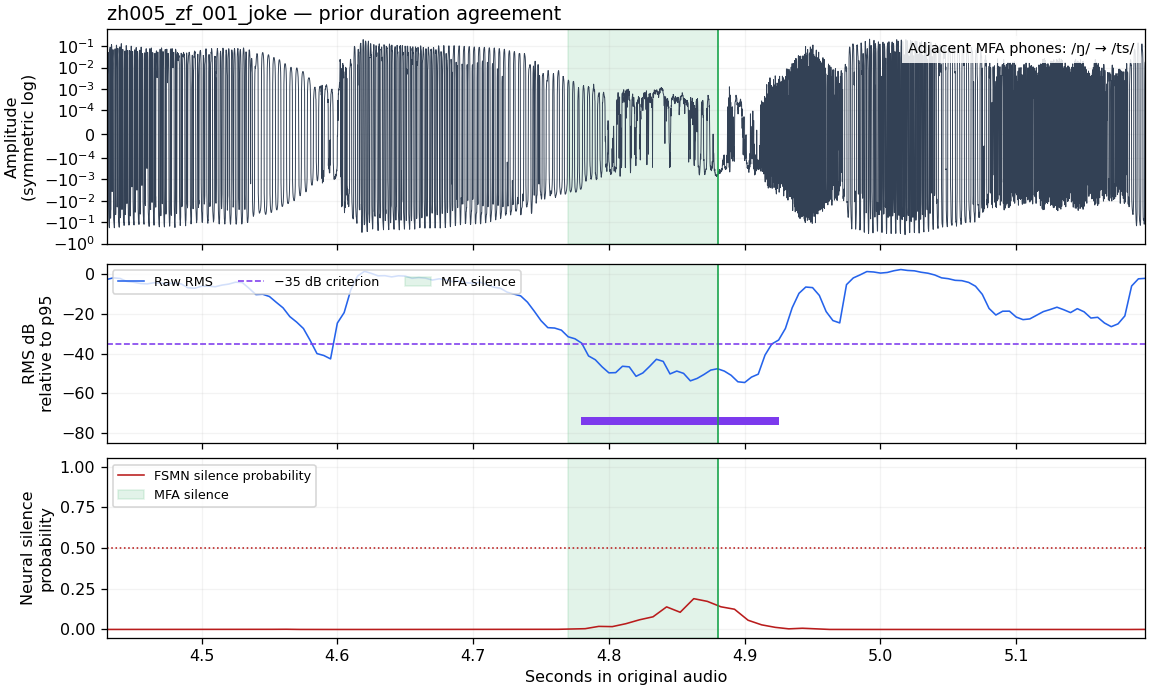 zh005_zf_001_joke — prior duration agreement
Amplitude
(symmetric log)
10⁻¹
10⁻²
10⁻³
10⁻⁴
0
−10⁻⁴
−10⁻³
−10⁻²
−10⁻¹
−10⁰
Adjacent MFA phones: /ŋ/ → /ts/
RMS dB
relative to p95
0
−20
−40
−60
−80
Raw RMS
−35 dB criterion
MFA silence
Neural silence
probability
1.00
0.75
0.50
0.25
0.00
FSMN silence probability
MFA silence
4.5
4.6
4.7
4.8
4.9
5.0
5.1
Seconds in original audio